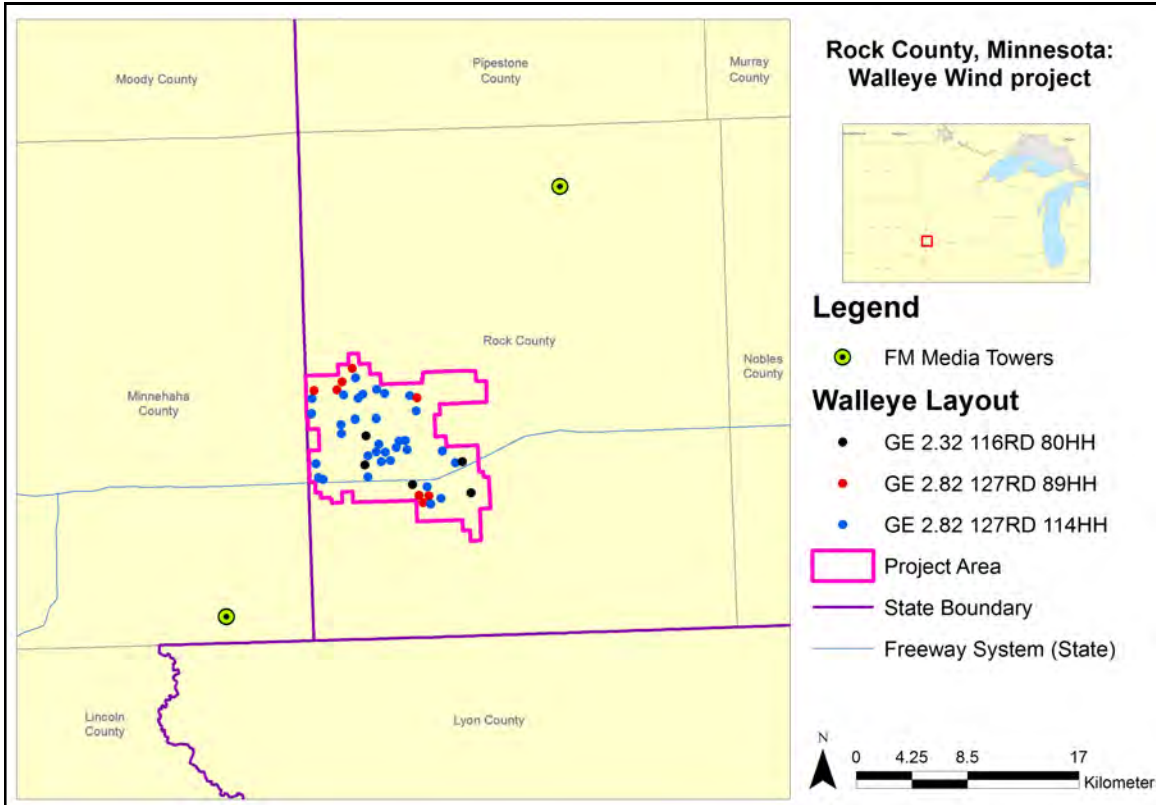 Moody County
Pipestone
County
Murray
County
Rock County
Nobles
County
Minnehaha
County
Lincoln
County
Lyon County
Rock County, Minnesota:
Walleye Wind project
Legend
FM Media Towers
Walleye Layout
GE 2.32 116RD 80HH
GE 2.82 127RD 89HH
GE 2.82 127RD 114HH
Project Area
State Boundary
Freeway System (State)
N
0 4.25 8.5 17
Kilometer